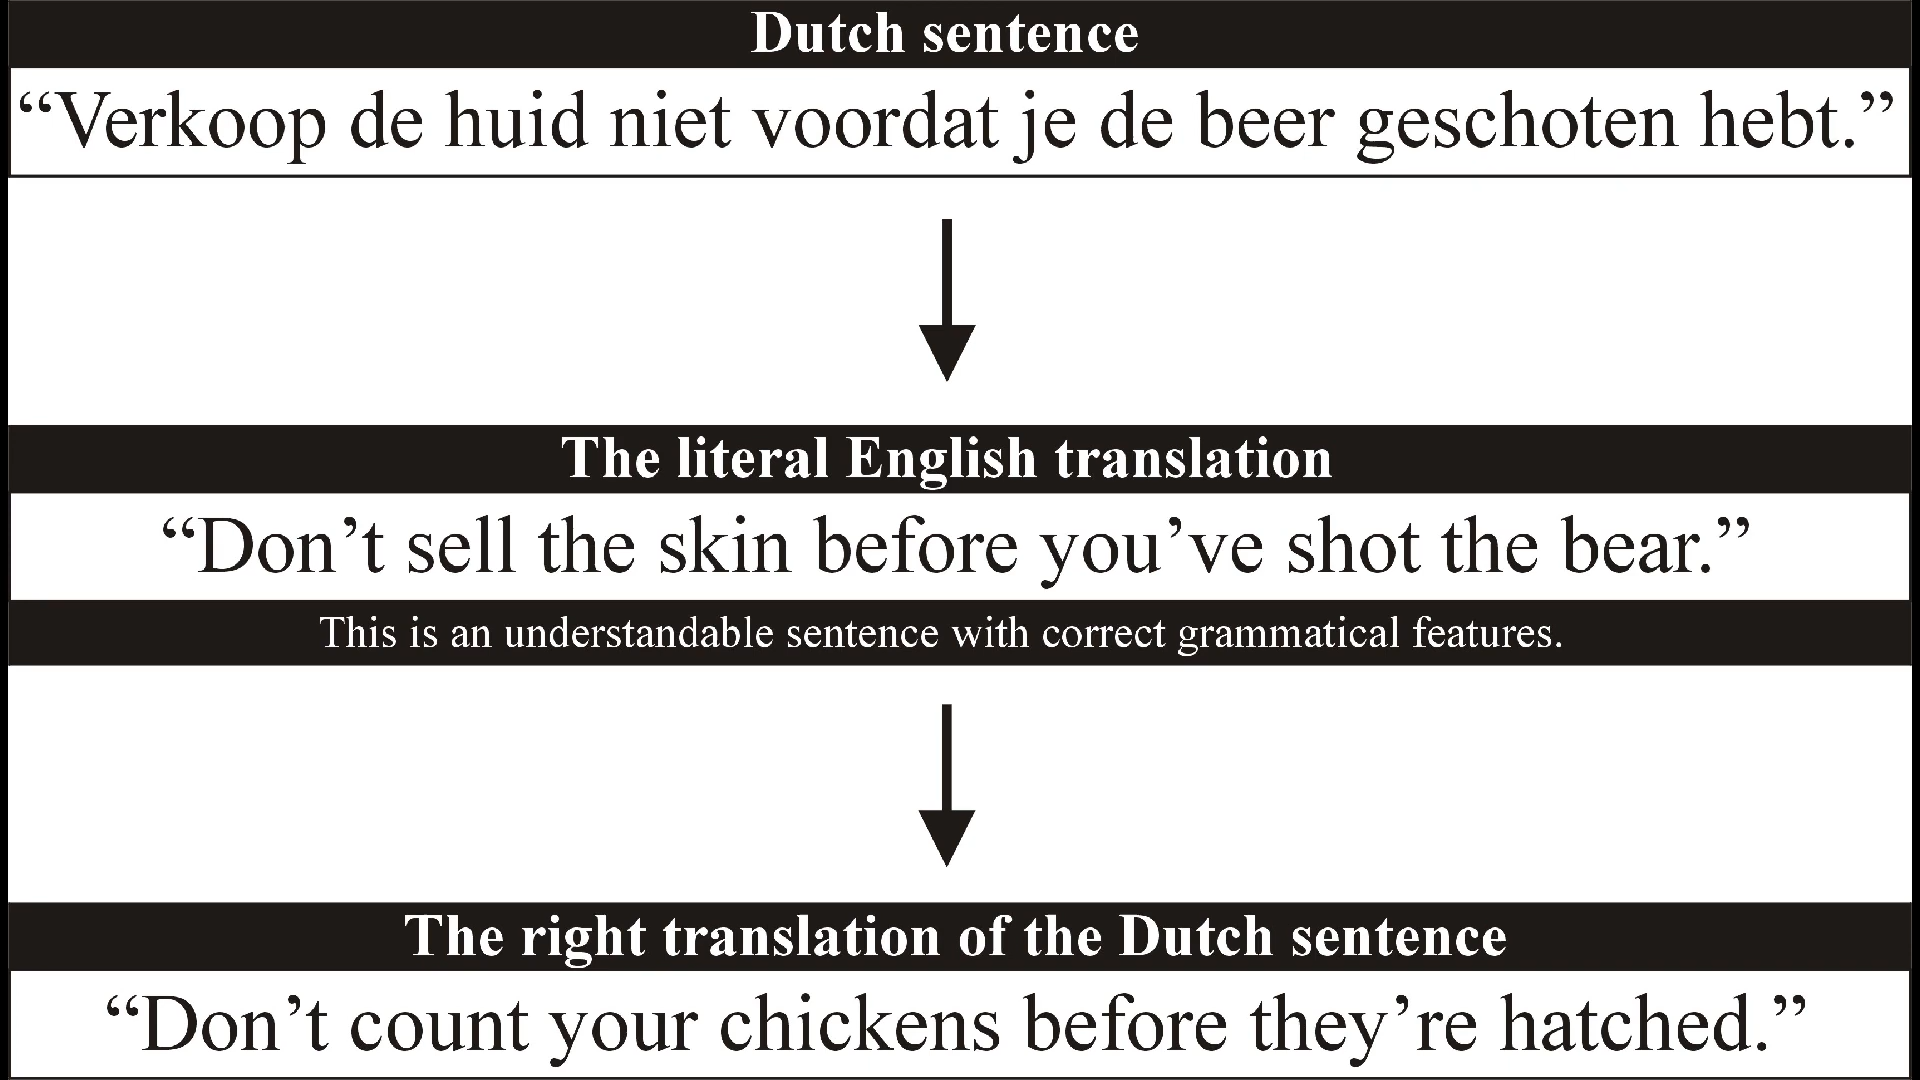 Dutch sentence
“Verkoop de huid niet voordat je de beer geschoten hebt.”
The literal English translation
“Don’t sell the skin before you’ve shot the bear.”
This is an understandable sentence with correct grammatical features.
The right translation of the Dutch sentence
“Don’t count your chickens before they’re hatched.”